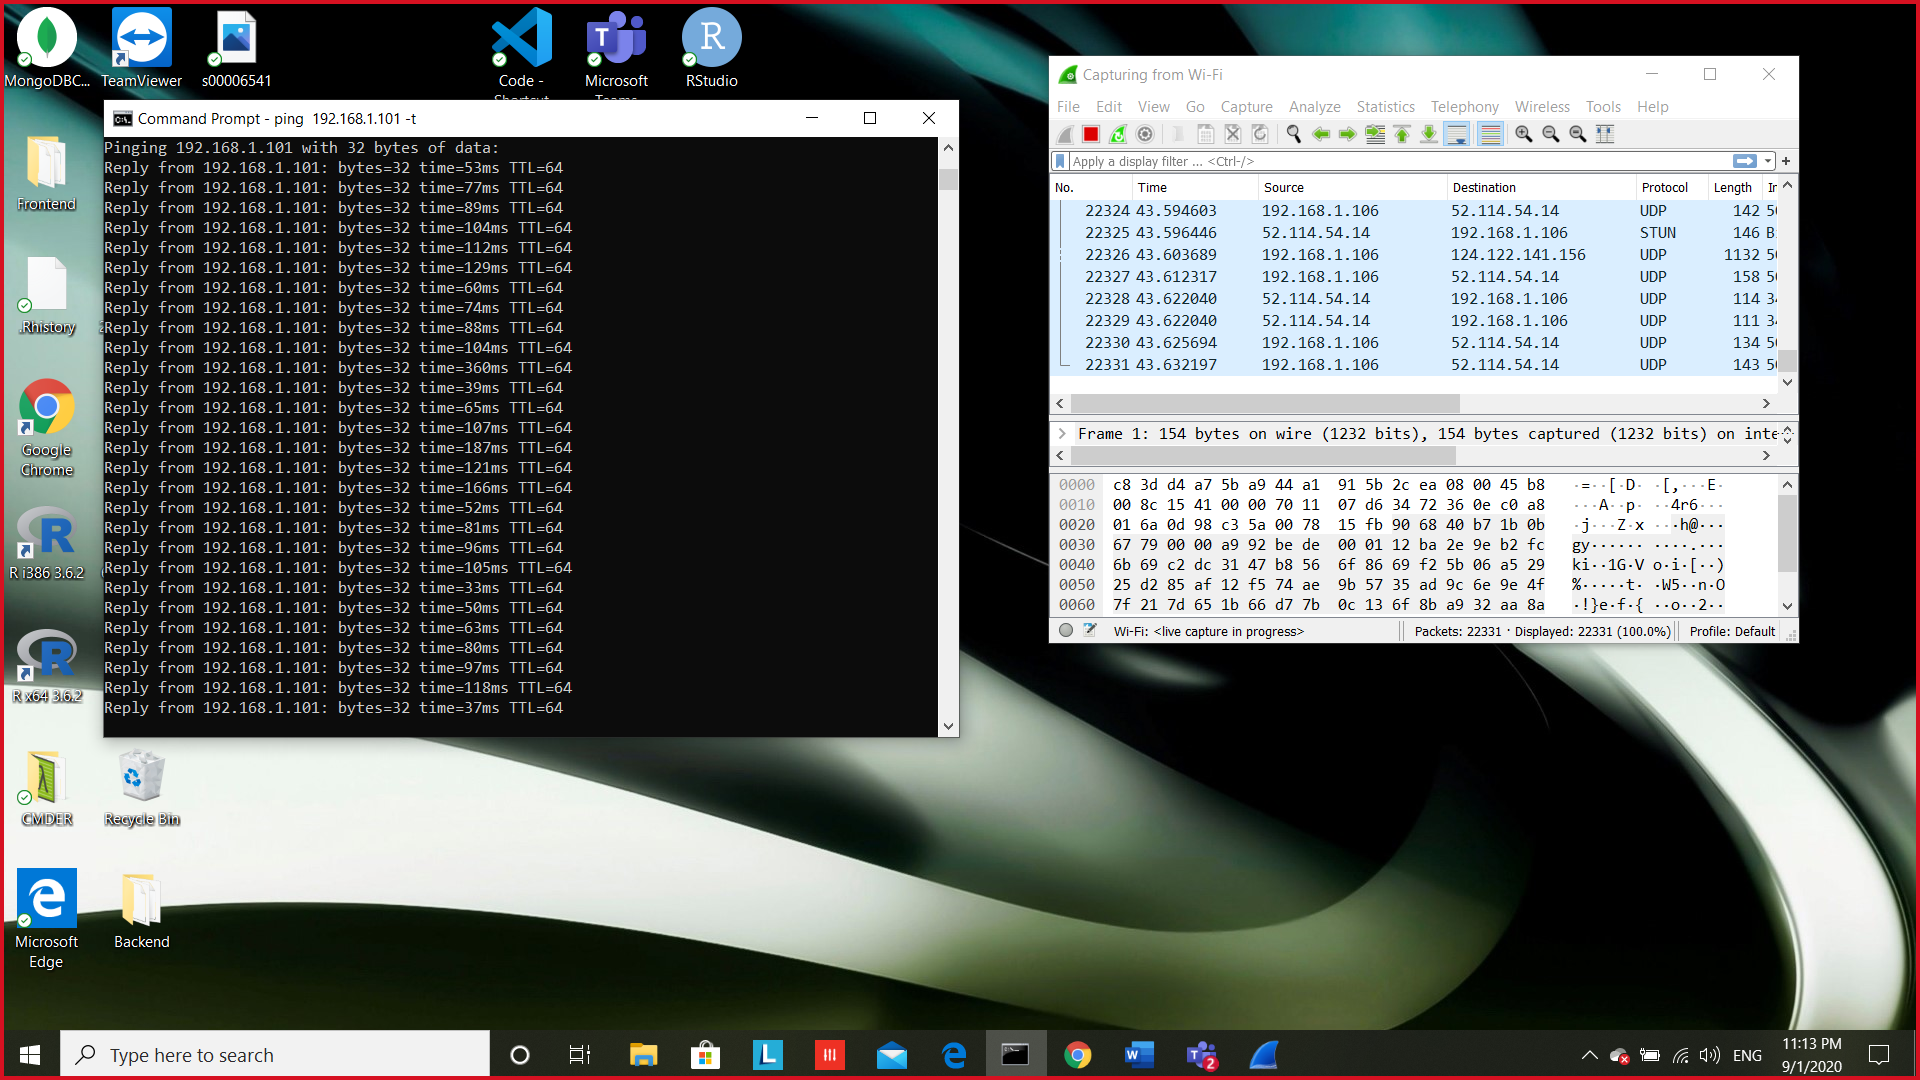 MongoDBC...
TeamViewer
s00006541
Code -
Microsoft
RStudio
Frontend
.Rhistory
Google
Chrome
R i386 3.6.2
R x64 3.6.2
CMDER
Recycle Bin
Microsoft
Edge
Backend
Command Prompt - ping  192.168.1.101 -t
Pinging 192.168.1.101 with 32 bytes of data:
Reply from 192.168.1.101: bytes=32 time=53ms TTL=64
Reply from 192.168.1.101: bytes=32 time=77ms TTL=64
Reply from 192.168.1.101: bytes=32 time=89ms TTL=64
Reply from 192.168.1.101: bytes=32 time=104ms TTL=64
Reply from 192.168.1.101: bytes=32 time=112ms TTL=64
Reply from 192.168.1.101: bytes=32 time=129ms TTL=64
Reply from 192.168.1.101: bytes=32 time=60ms TTL=64
Reply from 192.168.1.101: bytes=32 time=74ms TTL=64
Reply from 192.168.1.101: bytes=32 time=88ms TTL=64
Reply from 192.168.1.101: bytes=32 time=104ms TTL=64
Reply from 192.168.1.101: bytes=32 time=360ms TTL=64
Reply from 192.168.1.101: bytes=32 time=39ms TTL=64
Reply from 192.168.1.101: bytes=32 time=65ms TTL=64
Reply from 192.168.1.101: bytes=32 time=107ms TTL=64
Reply from 192.168.1.101: bytes=32 time=187ms TTL=64
Reply from 192.168.1.101: bytes=32 time=121ms TTL=64
Reply from 192.168.1.101: bytes=32 time=166ms TTL=64
Reply from 192.168.1.101: bytes=32 time=52ms TTL=64
Reply from 192.168.1.101: bytes=32 time=81ms TTL=64
Reply from 192.168.1.101: bytes=32 time=96ms TTL=64
Reply from 192.168.1.101: bytes=32 time=105ms TTL=64
Reply from 192.168.1.101: bytes=32 time=33ms TTL=64
Reply from 192.168.1.101: bytes=32 time=50ms TTL=64
Reply from 192.168.1.101: bytes=32 time=63ms TTL=64
Reply from 192.168.1.101: bytes=32 time=80ms TTL=64
Reply from 192.168.1.101: bytes=32 time=97ms TTL=64
Reply from 192.168.1.101: bytes=32 time=118ms TTL=64
Reply from 192.168.1.101: bytes=32 time=37ms TTL=64
Capturing from Wi-Fi
File Edit View Go Capture Analyze Statistics Telephony Wireless Tools Help
Apply a display filter ... <Ctrl-/>
No. Time Source Destination Protocol Length
22324 43.594603 192.168.1.106 52.114.54.14 UDP 142
22325 43.596446 52.114.54.14 192.168.1.106 STUN 146
22326 43.603689 192.168.1.106 124.122.141.156 UDP 1132
22327 43.612317 192.168.1.106 52.114.54.14 UDP 158
22328 43.622040 52.114.54.14 192.168.1.106 UDP 114
22329 43.622040 52.114.54.14 192.168.1.106 UDP 111
22330 43.625694 192.168.1.106 52.114.54.14 UDP 134
22331 43.632197 192.168.1.106 52.114.54.14 UDP 143
Frame 1: 154 bytes on wire (1232 bits), 154 bytes captured (1232 bits) on inte
0000 c8 3d d4 a7 5b a9 44 a1 91 5b 2c ea 08 00 45 b8 ·=··[·D· ·[,···E·
0010 00 8c 15 41 00 00 70 11 07 d6 34 72 36 0e c0 a8 ···A··p· ··4r6···
0020 01 6a 0d 98 c3 5a 00 78 15 fb 90 68 40 b7 1b 0b ·j···Z·x ···h@···
0030 67 79 00 00 a9 92 be de 00 01 12 ba 2e 9e b2 fc gy······ ····.···
0040 6b 69 c2 dc 31 47 b8 56 6f 86 69 f2 5b 06 a5 29 ki··1G·V o·i·[··)
0050 25 d2 85 af 12 f5 74 ae 9b 57 35 ad 9c 6e 9e 4f %·····t· ·W5··n·O
0060 7f 21 7d 65 1b 66 d7 7b 0c 13 6f 8b a9 32 aa 8a ·!}e·f·{ ··o··2··
Wi-Fi: <live capture in progress> Packets: 22331 · Displayed: 22331 (100.0%) Profile: Default
Type here to search
2
ENG
11:13 PM
9/1/2020